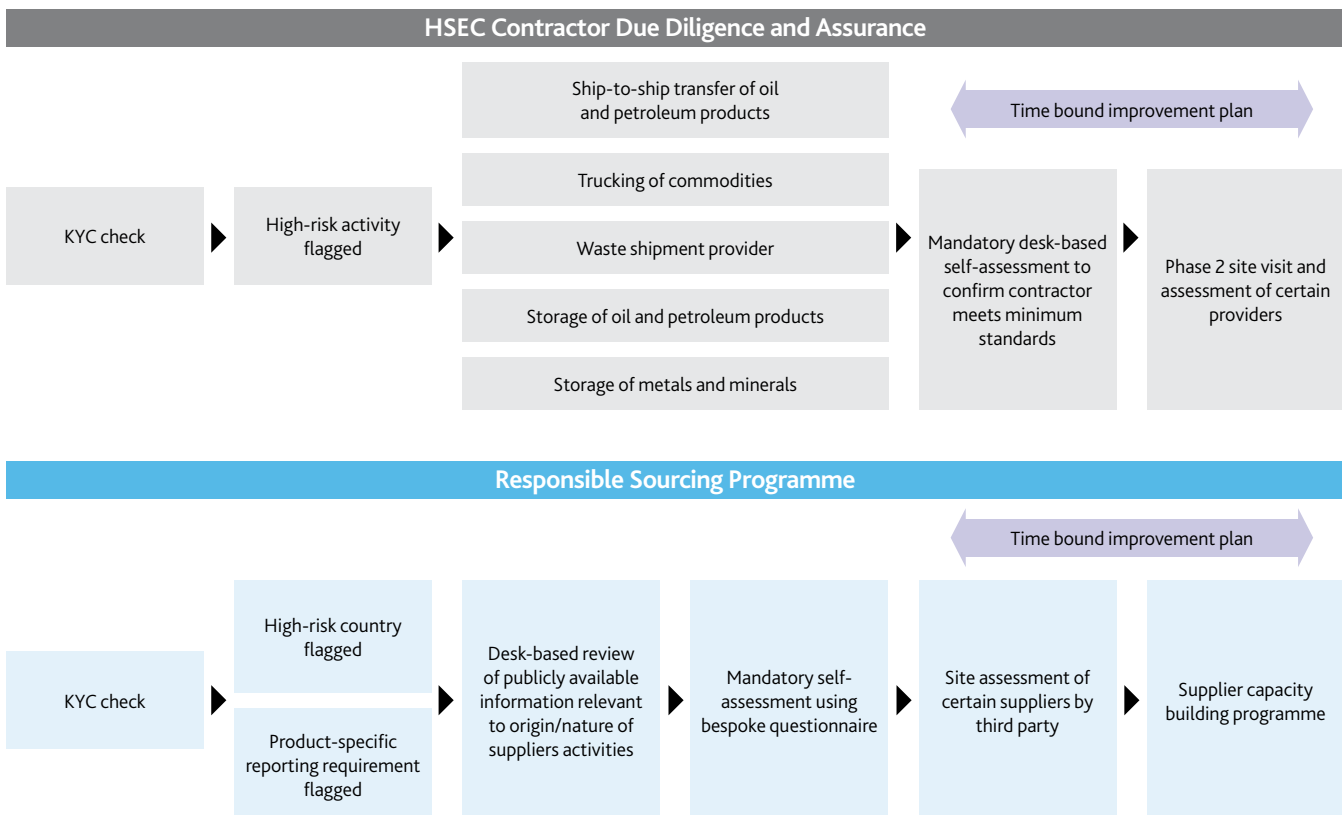 HSEC Contractor Due Diligence and Assurance
Ship-to-ship transfer of oil
and petroleum products
Time bound improvement plan
Trucking of commodities
KYC check
High-risk activity
flagged
Waste shipment provider
Mandatory desk-based
self-assessment to
confirm contractor
meets minimum
standards
Phase 2 site visit and
assessment of certain
providers
Storage of oil and petroleum products
Storage of metals and minerals
Responsible Sourcing Programme
Time bound improvement plan
KYC check
High-risk country
flagged
Product-specific
reporting requirement
flagged
Desk-based review
of publicly available
information relevant
to origin/nature of
suppliers activities
Mandatory self-
assessment using
bespoke questionnaire
Site assessment of
certain suppliers by
third party
Supplier capacity
building programme